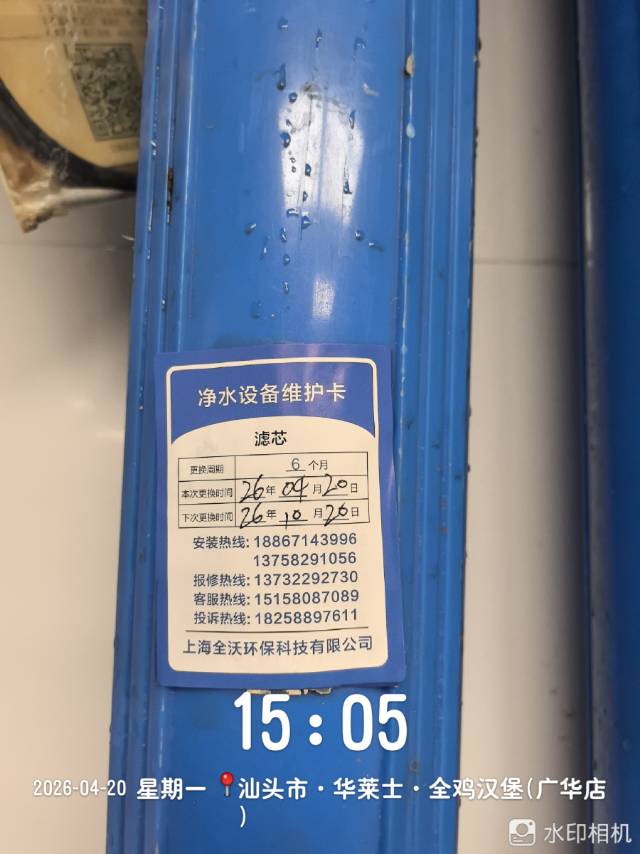 净水设备维护卡
滤芯
更换周期 6 个月
本次更换时间 26年 04月 20日
下次更换时间 26年 10月 20日
安装热线: 18867143996
13758291056
报修热线: 13732292730
客服热线: 15158087089
投诉热线: 18258897611
上海全沃环保科技有限公司
15:05
2026-04-20 星期一 📍汕头市·华莱士·全鸡汉堡(广华店
)
水印相机